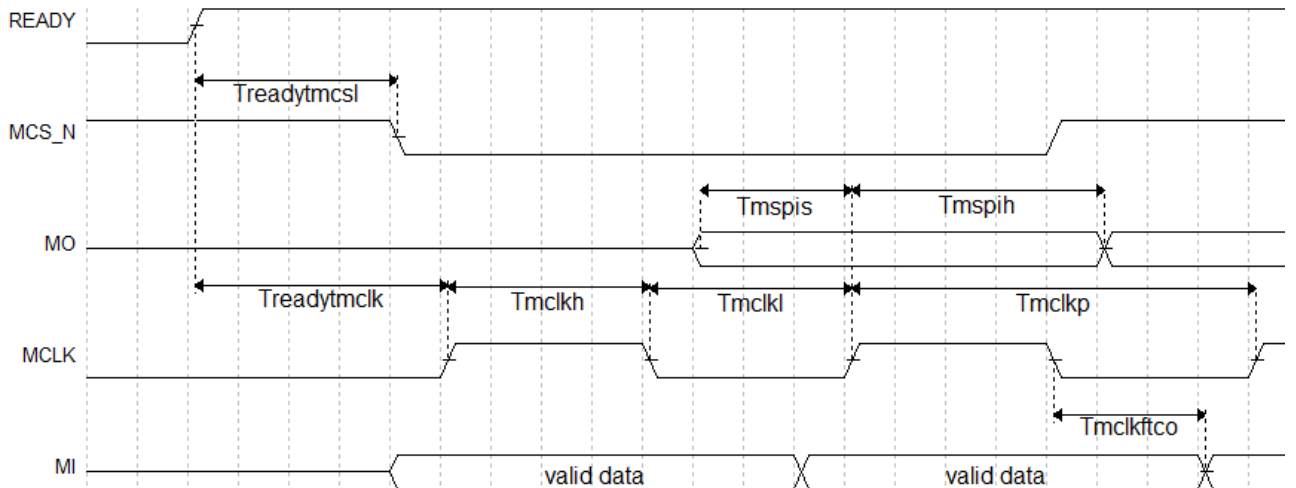 READY
Treadytmcsl
MCS_N
Tmspis Tmspih
MO
Treadytmclk Tmclkh Tmclkl Tmclkp
MCLK
Tmclkftco
MI valid data valid data